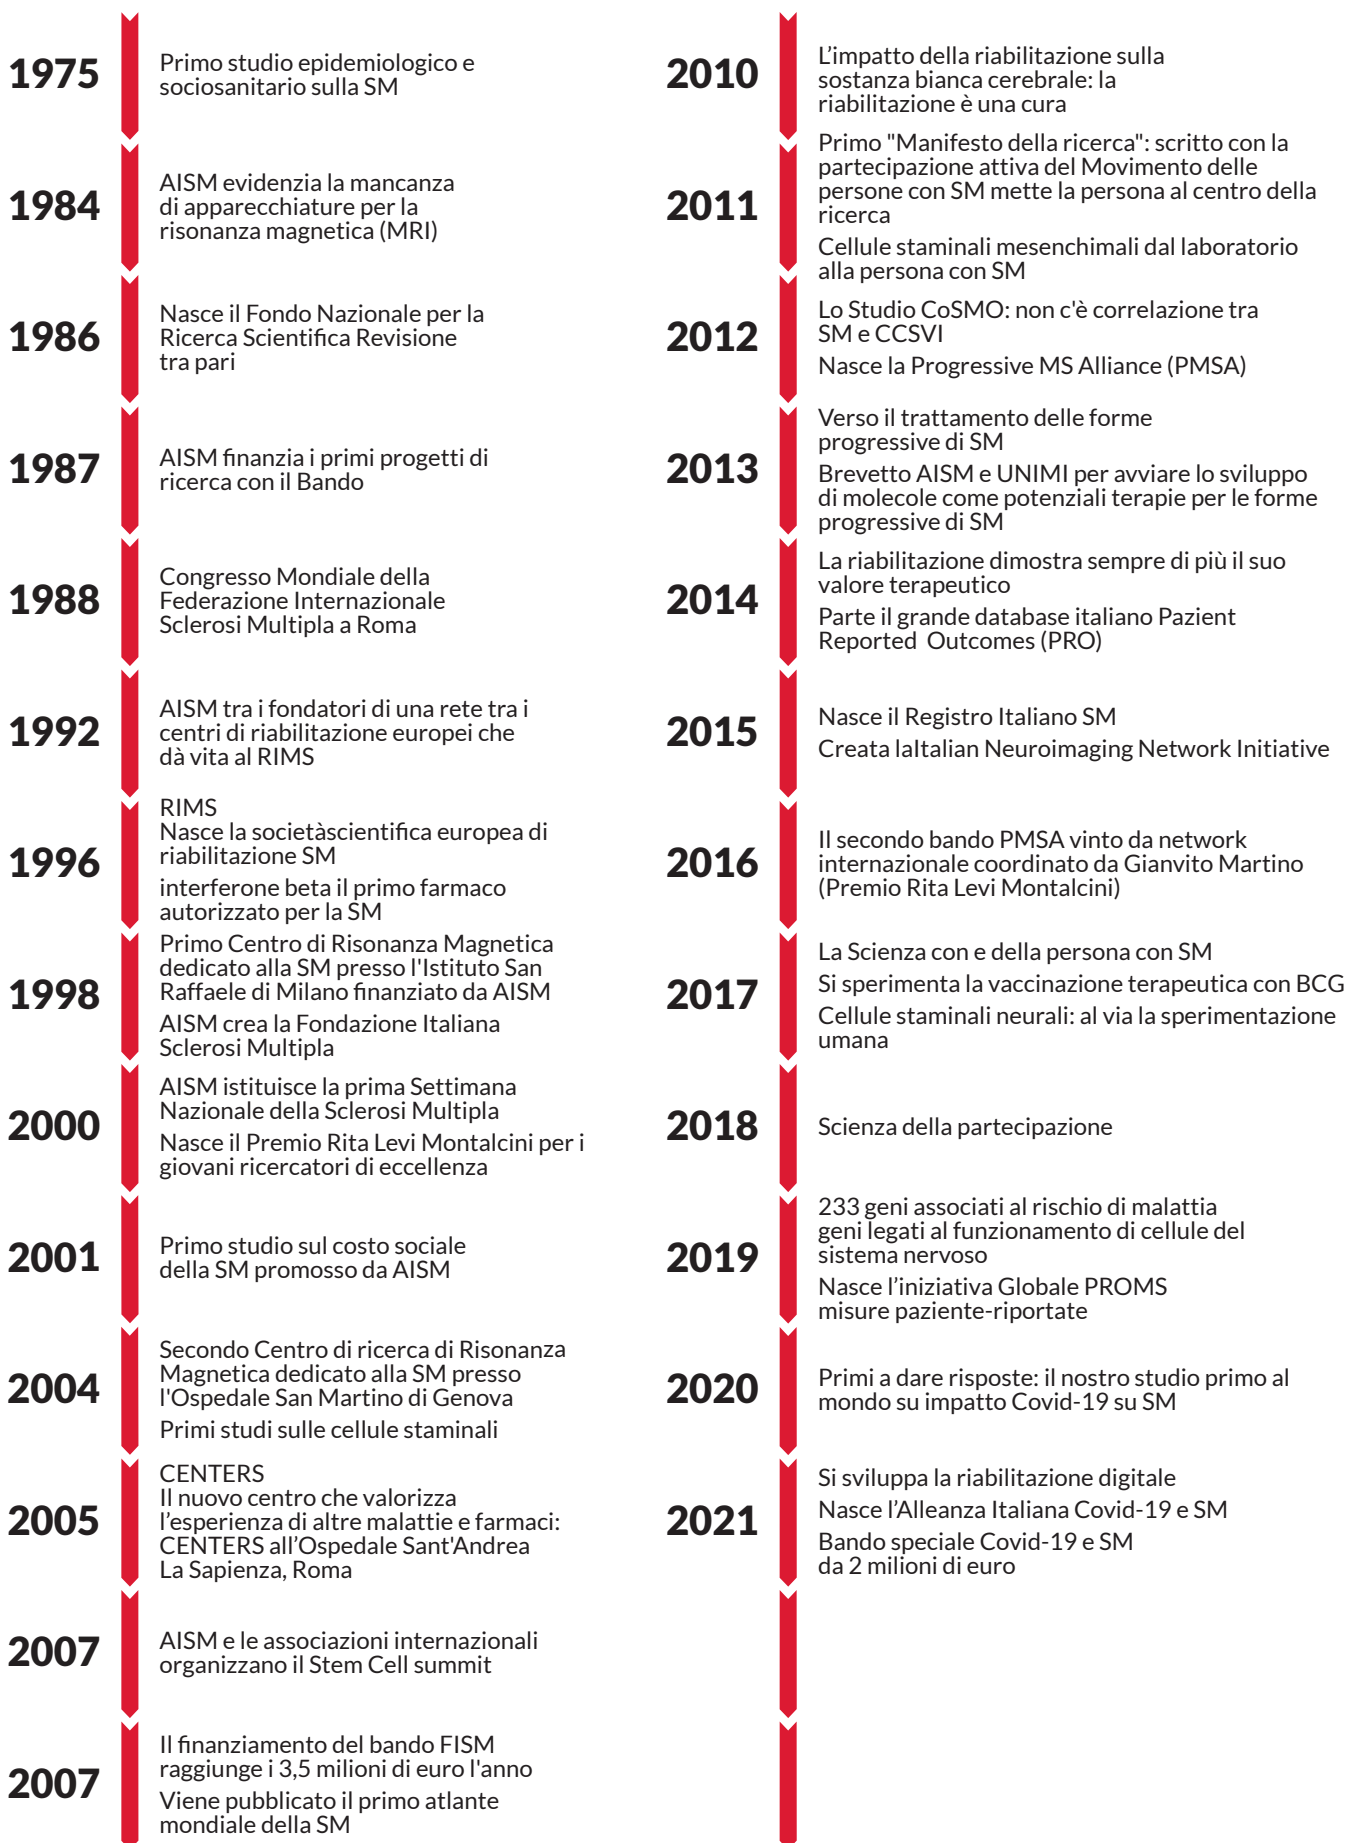 1975
Primo studio epidemiologico e
sociosanitario sulla SM
1984
AISM evidenzia la mancanza
di apparecchiature per la
risonanza magnetica (MRI)
1986
Nasce il Fondo Nazionale per la
Ricerca Scientifica Revisione
tra pari
1987
AISM finanzia i primi progetti di
ricerca con il Bando
1988
Congresso Mondiale della
Federazione Internazionale
Sclerosi Multipla a Roma
1992
AISM tra i fondatori di una rete tra i
centri di riabilitazione europei che
dà vita al RIMS
1996
RIMS
Nasce la societàscientifica europea di
riabilitazione SM
interferone beta il primo farmaco
autorizzato per la SM
1998
Primo Centro di Risonanza Magnetica
dedicato alla SM presso l'Istituto San
Raffaele di Milano finanziato da AISM
AISM crea la Fondazione Italiana
Sclerosi Multipla
2000
AISM istituisce la prima Settimana
Nazionale della Sclerosi Multipla
Nasce il Premio Rita Levi Montalcini per i
giovani ricercatori di eccellenza
2001
Primo studio sul costo sociale
della SM promosso da AISM
2004
Secondo Centro di ricerca di Risonanza
Magnetica dedicato alla SM presso
l'Ospedale San Martino di Genova
Primi studi sulle cellule staminali
2005
CENTERS
Il nuovo centro che valorizza
l'esperienza di altre malattie e farmaci:
CENTERS all’Ospedale Sant'Andrea
La Sapienza, Roma
2007
AISM e le associazioni internazionali
organizzano il Stem Cell summit
2007
Il finanziamento del bando FISM
raggiunge i 3,5 milioni di euro l'anno
Viene pubblicato il primo atlante
mondiale della SM
2010
L’impatto della riabilitazione sulla
sostanza bianca cerebrale: la
riabilitazione è una cura
2011
Primo "Manifesto della ricerca": scritto con la
partecipazione attiva del Movimento delle
persone con SM mette la persona al centro della
ricerca
Cellule staminali mesenchimali dal laboratorio
alla persona con SM
2012
Lo Studio CoSMO: non c'è correlazione tra
SM e CCSVI
Nasce la Progressive MS Alliance (PMSA)
2013
Verso il trattamento delle forme
progressive di SM
Brevetto AISM e UNIMI per avviare lo sviluppo
di molecole come potenziali terapie per le forme
progressive di SM
2014
La riabilitazione dimostra sempre di più il suo
valore terapeutico
Parte il grande database italiano Pazient
Reported Outcomes (PRO)
2015
Nasce il Registro Italiano SM
Creata laItalian Neuroimaging Network Initiative
2016
Il secondo bando PMSA vinto da network
internazionale coordinato da Gianvito Martino
(Premio Rita Levi Montalcini)
2017
La Scienza con e della persona con SM
Si sperimenta la vaccinazione terapeutica con BCG
Cellule staminali neurali: al via la sperimentazione
umana
2018
Scienza della partecipazione
2019
233 geni associati al rischio di malattia
geni legati al funzionamento di cellule del
sistema nervoso
Nasce l’iniziativa Globale PROMS
misure paziente-riportate
2020
Primi a dare risposte: il nostro studio primo al
mondo su impatto Covid-19 su SM
2021
Si sviluppa la riabilitazione digitale
Nasce l’Alleanza Italiana Covid-19 e SM
Bando speciale Covid-19 e SM
da 2 milioni di euro